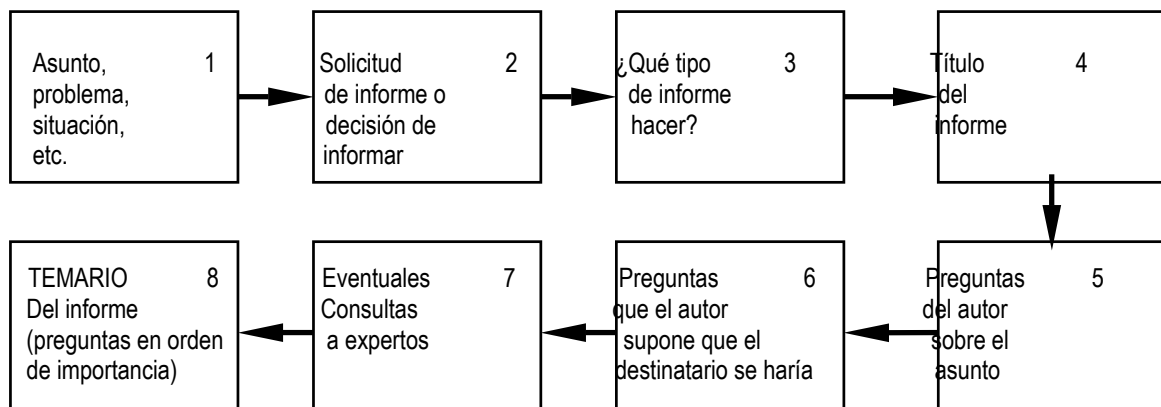 Asunto, 1
problema,
situación,
etc.
Solicitud 2
de informe o
decisión de
informar
¿Qué tipo 3
de informe
hacer?
Título 4
del
informe
Preguntas 5
del autor
sobre el
asunto
Preguntas 6
que el autor
supone que el
destinatario se haría
Eventuales 7
Consultas
a expertos
TEMARIO 8
Del informe
(preguntas en orden
de importancia)